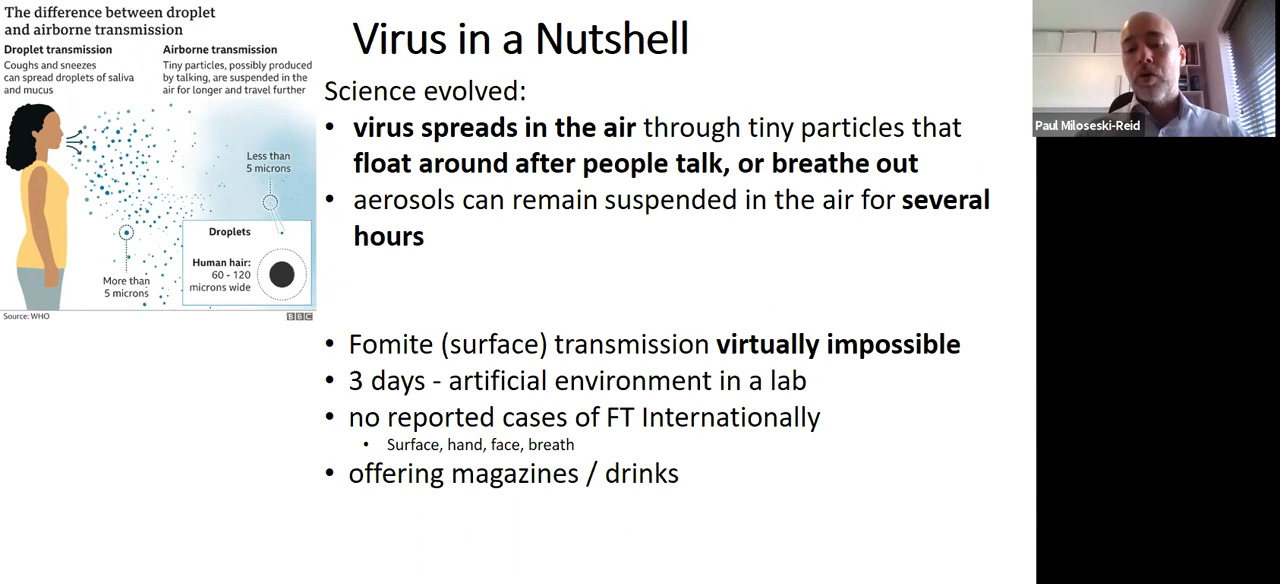 The difference between droplet
and airborne transmission
Droplet transmission
Coughs and sneezes
can spread droplets of saliva
and mucus
Airborne transmission
Tiny particles, possibly produced
by talking, are suspended in the
air for longer and travel further
Less than
5 microns
Droplets
Human hair:
60 - 120
microns wide
More than
5 microns
Source: WHO
BBC
Virus in a Nutshell
Science evolved:
• virus spreads in the air through tiny particles that
float around after people talk, or breathe out
• aerosols can remain suspended in the air for several
hours
• Fomite (surface) transmission virtually impossible
• 3 days - artificial environment in a lab
• no reported cases of FT Internationally
• Surface, hand, face, breath
• offering magazines / drinks
Paul Miloseski-Reid